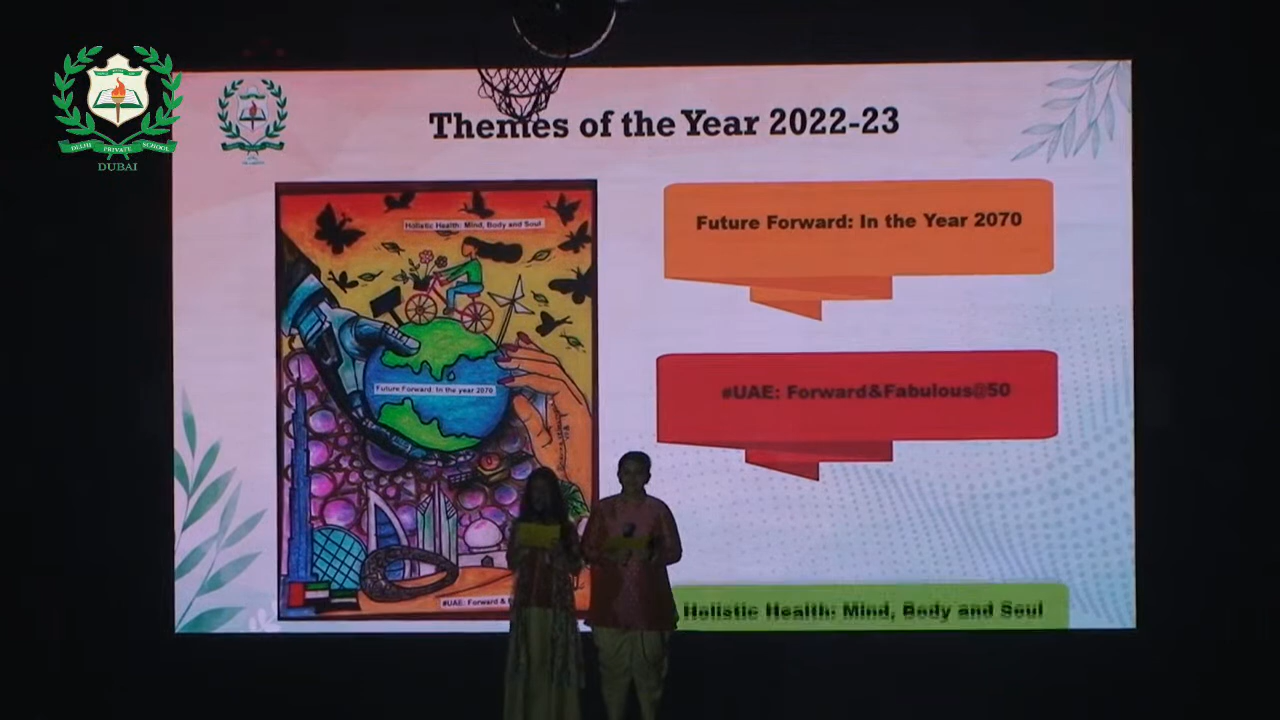 DELHI PRIVATE SCHOOL
DUBAI
Themes of the Year 2022-23
Holistic Health: Mind, Body and Soul
Future Forward: In the year 2070
#UAE: Forward &
Future Forward: In the Year 2070
#UAE: Forward&Fabulous@50
Holistic Health: Mind, Body and Soul